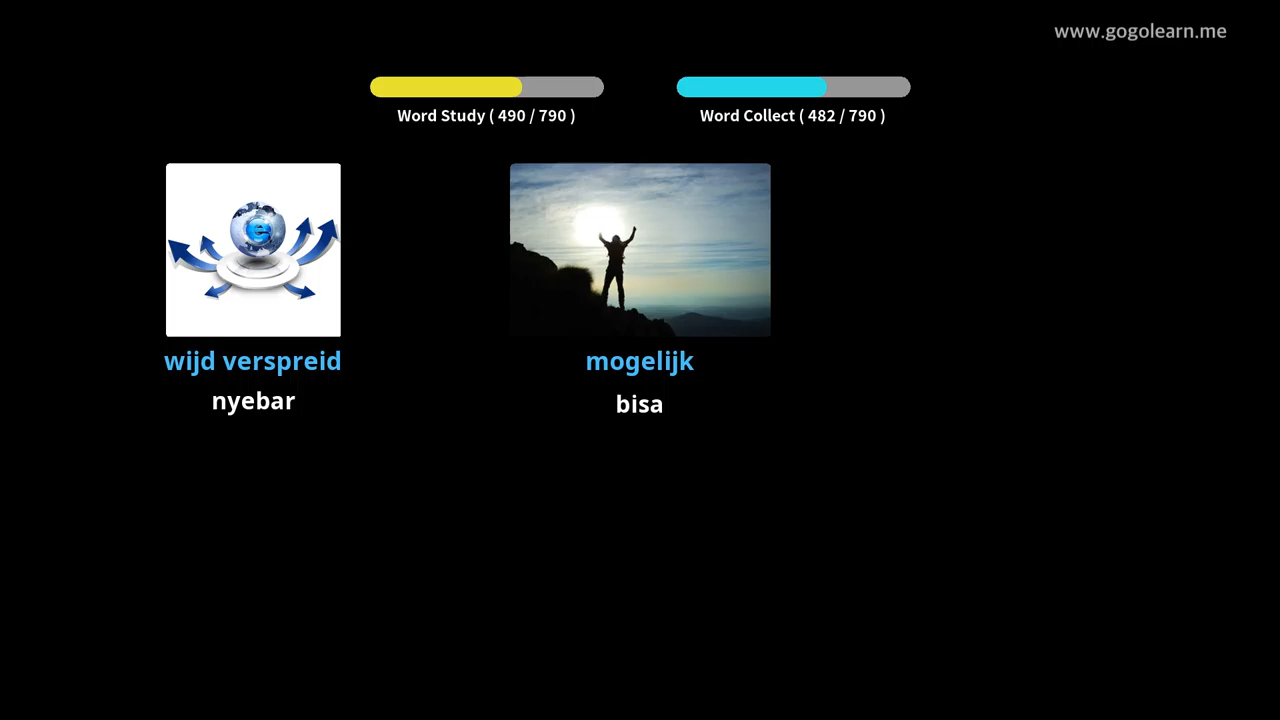 www.gogolearn.me
Word Study ( 490 / 790 )
Word Collect ( 482 / 790 )
e
wijd verspreid
mogelijk
nyebar
bisa